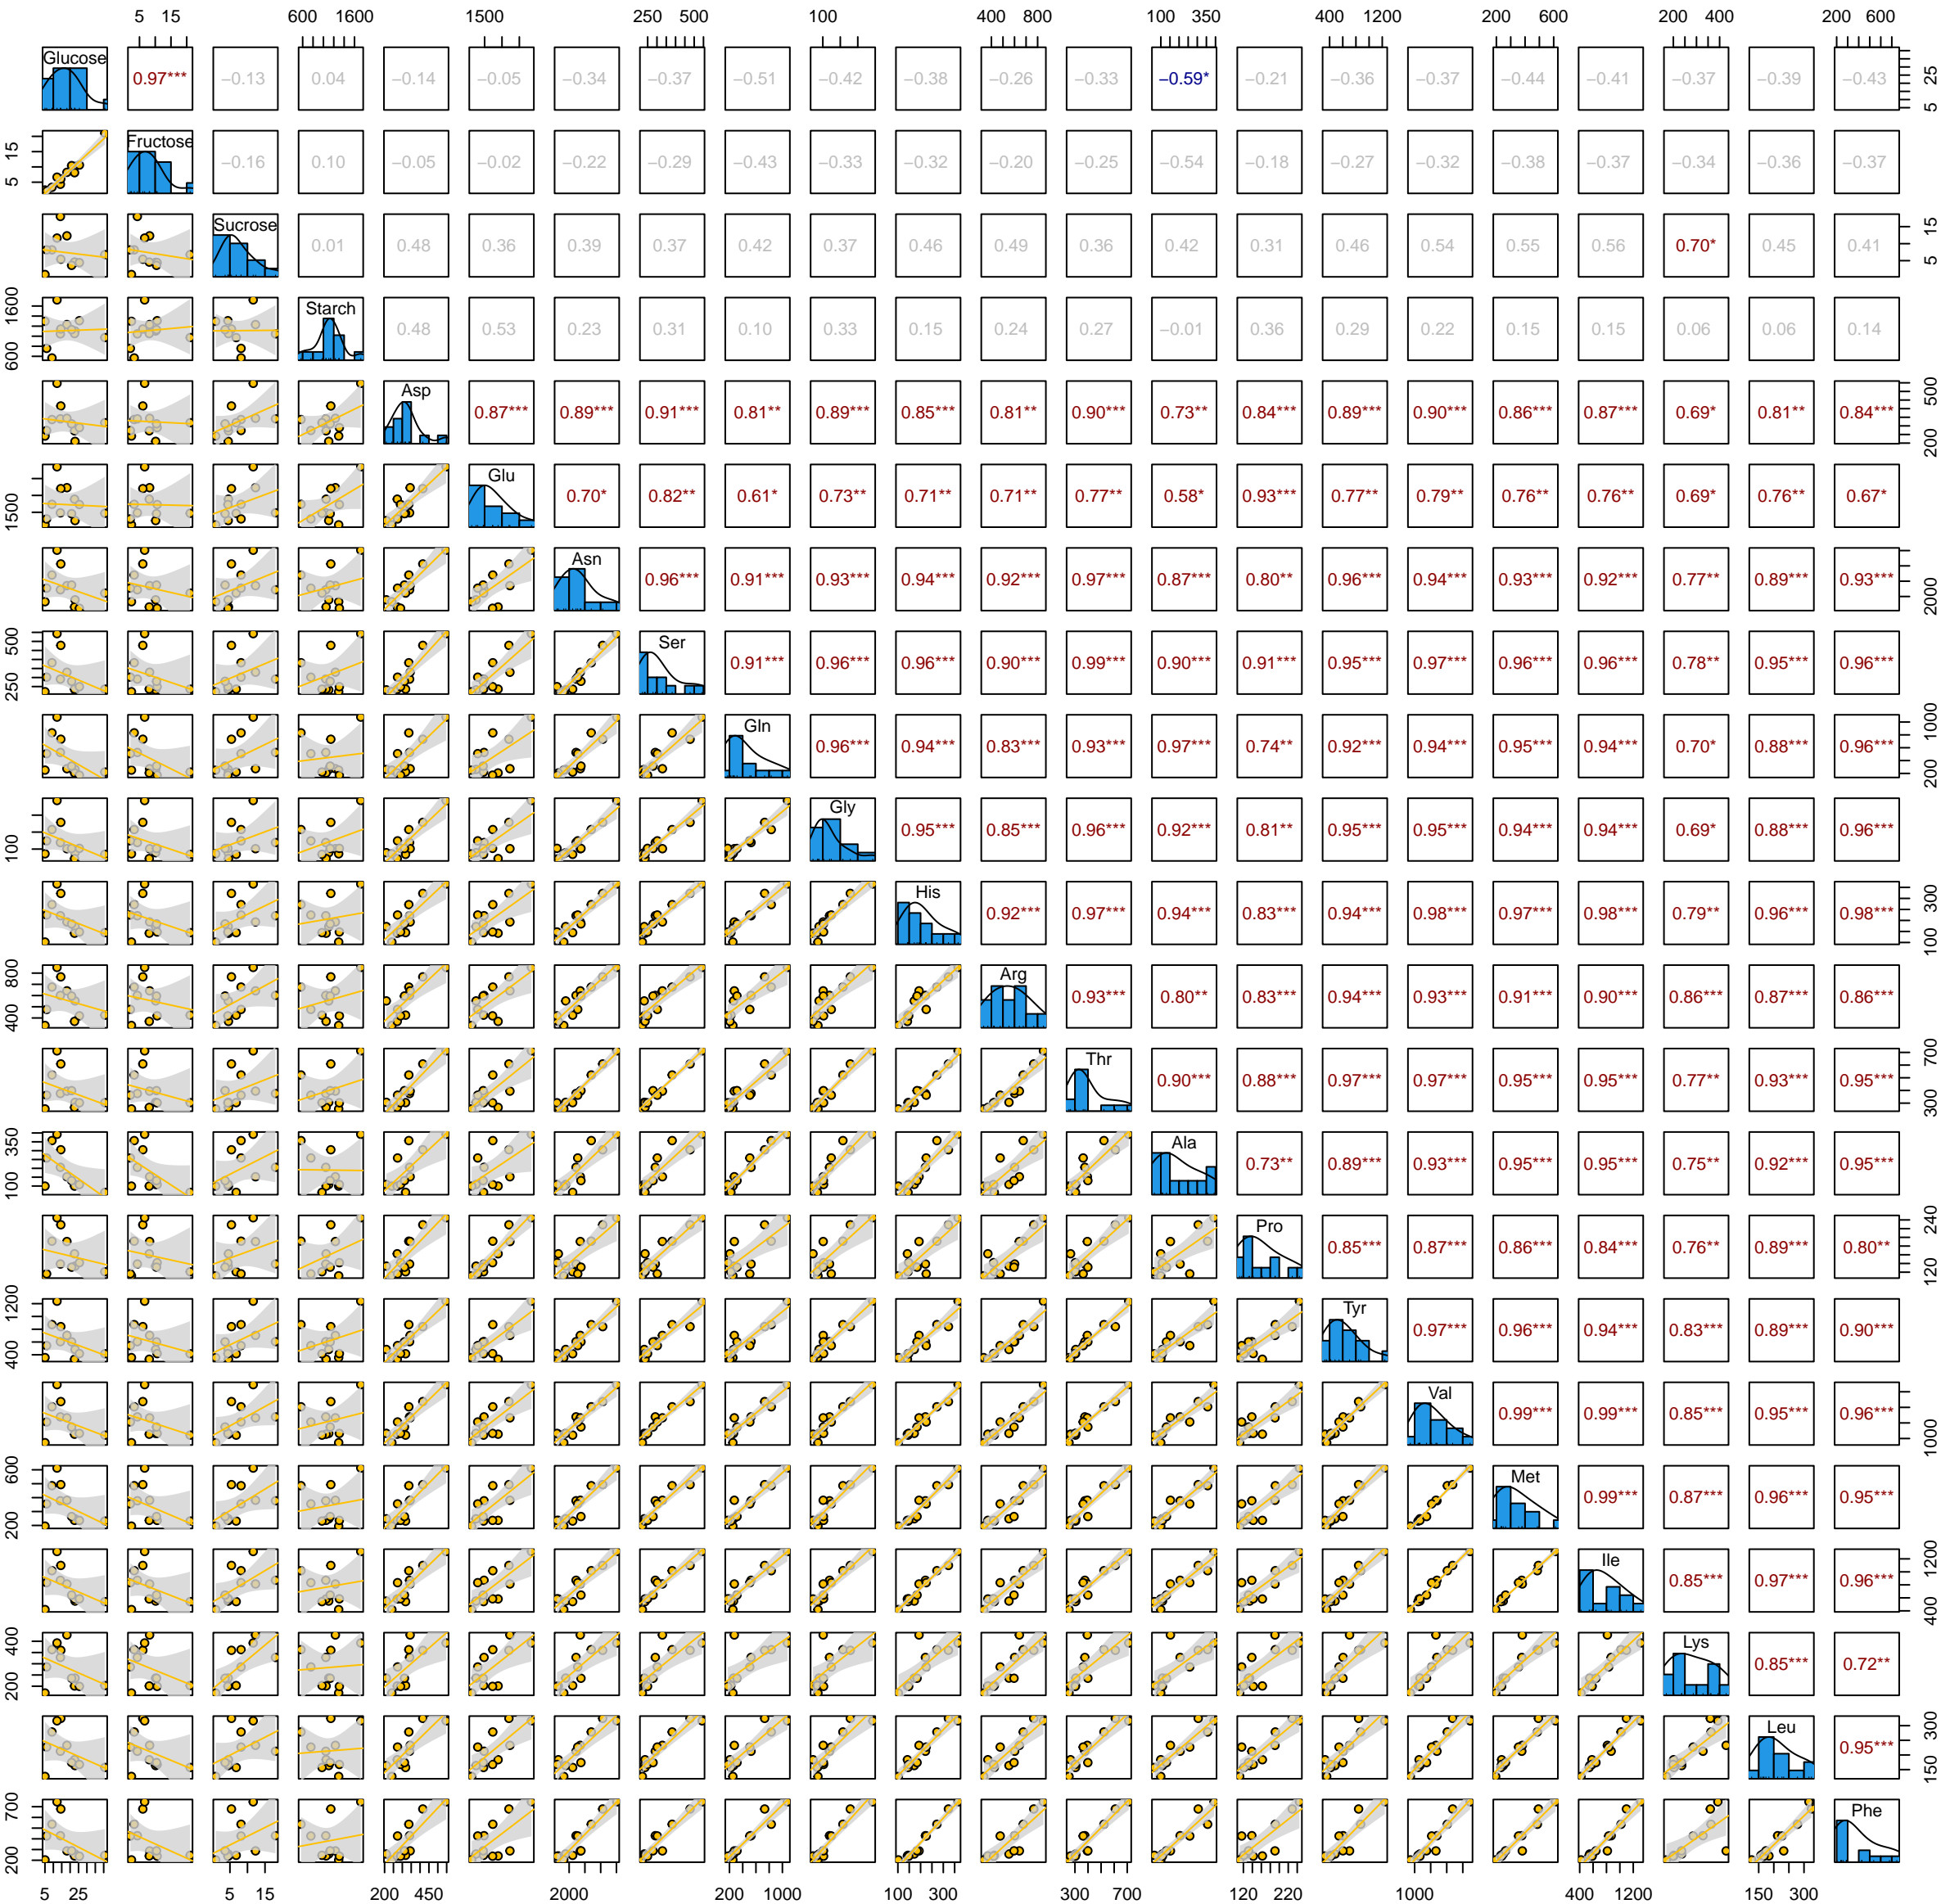 5 15 600 1600 1500 250 500 100 400 800 100 350 400 1200 200 600 200 400 200 600
Glucose 0.97*** −0.13 0.04 −0.14 −0.05 −0.34 −0.37 −0.51 −0.42 −0.38 −0.26 −0.33 −0.59* −0.21 −0.36 −0.37 −0.44 −0.41 −0.37 −0.39 −0.43 5 25
5 15 Fructose −0.16 0.10 −0.05 −0.02 −0.22 −0.29 −0.43 −0.33 −0.32 −0.20 −0.25 −0.54 −0.18 −0.27 −0.32 −0.38 −0.37 −0.34 −0.36 −0.37
Sucrose 0.01 0.48 0.36 0.39 0.37 0.42 0.37 0.46 0.49 0.36 0.42 0.31 0.46 0.54 0.55 0.56 0.70* 0.45 0.41 5 15
600 1600 Starch 0.48 0.53 0.23 0.31 0.10 0.33 0.15 0.24 0.27 −0.01 0.36 0.29 0.22 0.15 0.15 0.06 0.06 0.14
Asp 0.87*** 0.89*** 0.91*** 0.81** 0.89*** 0.85*** 0.81** 0.90*** 0.73** 0.84*** 0.89*** 0.90*** 0.86*** 0.87*** 0.69* 0.81** 0.84*** 200 500
1500 Glu 0.70* 0.82** 0.61* 0.73** 0.71** 0.71** 0.77** 0.58* 0.93*** 0.77** 0.79** 0.76** 0.76** 0.69* 0.76** 0.67*
Asn 0.96*** 0.91*** 0.93*** 0.94*** 0.92*** 0.97*** 0.87*** 0.80** 0.96*** 0.94*** 0.93*** 0.92*** 0.77** 0.89*** 0.93*** 2000
250 500 Ser 0.91*** 0.96*** 0.96*** 0.90*** 0.99*** 0.90*** 0.91*** 0.95*** 0.97*** 0.96*** 0.96*** 0.78** 0.95*** 0.96***
Gln 0.96*** 0.94*** 0.83*** 0.93*** 0.97*** 0.74** 0.92*** 0.94*** 0.95*** 0.94*** 0.70* 0.88*** 0.96*** 200 1000
100 Gly 0.95*** 0.85*** 0.96*** 0.92*** 0.81** 0.95*** 0.95*** 0.94*** 0.94*** 0.69* 0.88*** 0.96***
His 0.92*** 0.97*** 0.94*** 0.83*** 0.94*** 0.98*** 0.97*** 0.98*** 0.79** 0.96*** 0.98*** 100 300
400 800 Arg 0.93*** 0.80** 0.83*** 0.94*** 0.93*** 0.91*** 0.90*** 0.86*** 0.87*** 0.86***
Thr 0.90*** 0.88*** 0.97*** 0.97*** 0.95*** 0.95*** 0.77** 0.93*** 0.95*** 300 700
100 350 Ala 0.73** 0.89*** 0.93*** 0.95*** 0.95*** 0.75** 0.92*** 0.95***
Pro 0.85*** 0.87*** 0.86*** 0.84*** 0.76** 0.89*** 0.80** 120 240
400 1200 Tyr 0.97*** 0.96*** 0.94*** 0.83*** 0.89*** 0.90***
Val 0.99*** 0.99*** 0.85*** 0.95*** 0.96*** 1000
200 600 Met 0.99*** 0.87*** 0.96*** 0.95***
Ile 0.85*** 0.97*** 0.96*** 400 1200
200 400 Lys 0.85*** 0.72**
Leu 0.95*** 150 300
200 700 Phe
5 25 5 15 200 450 2000 200 1000 100 300 300 700 120 220 1000 400 1200 150 300